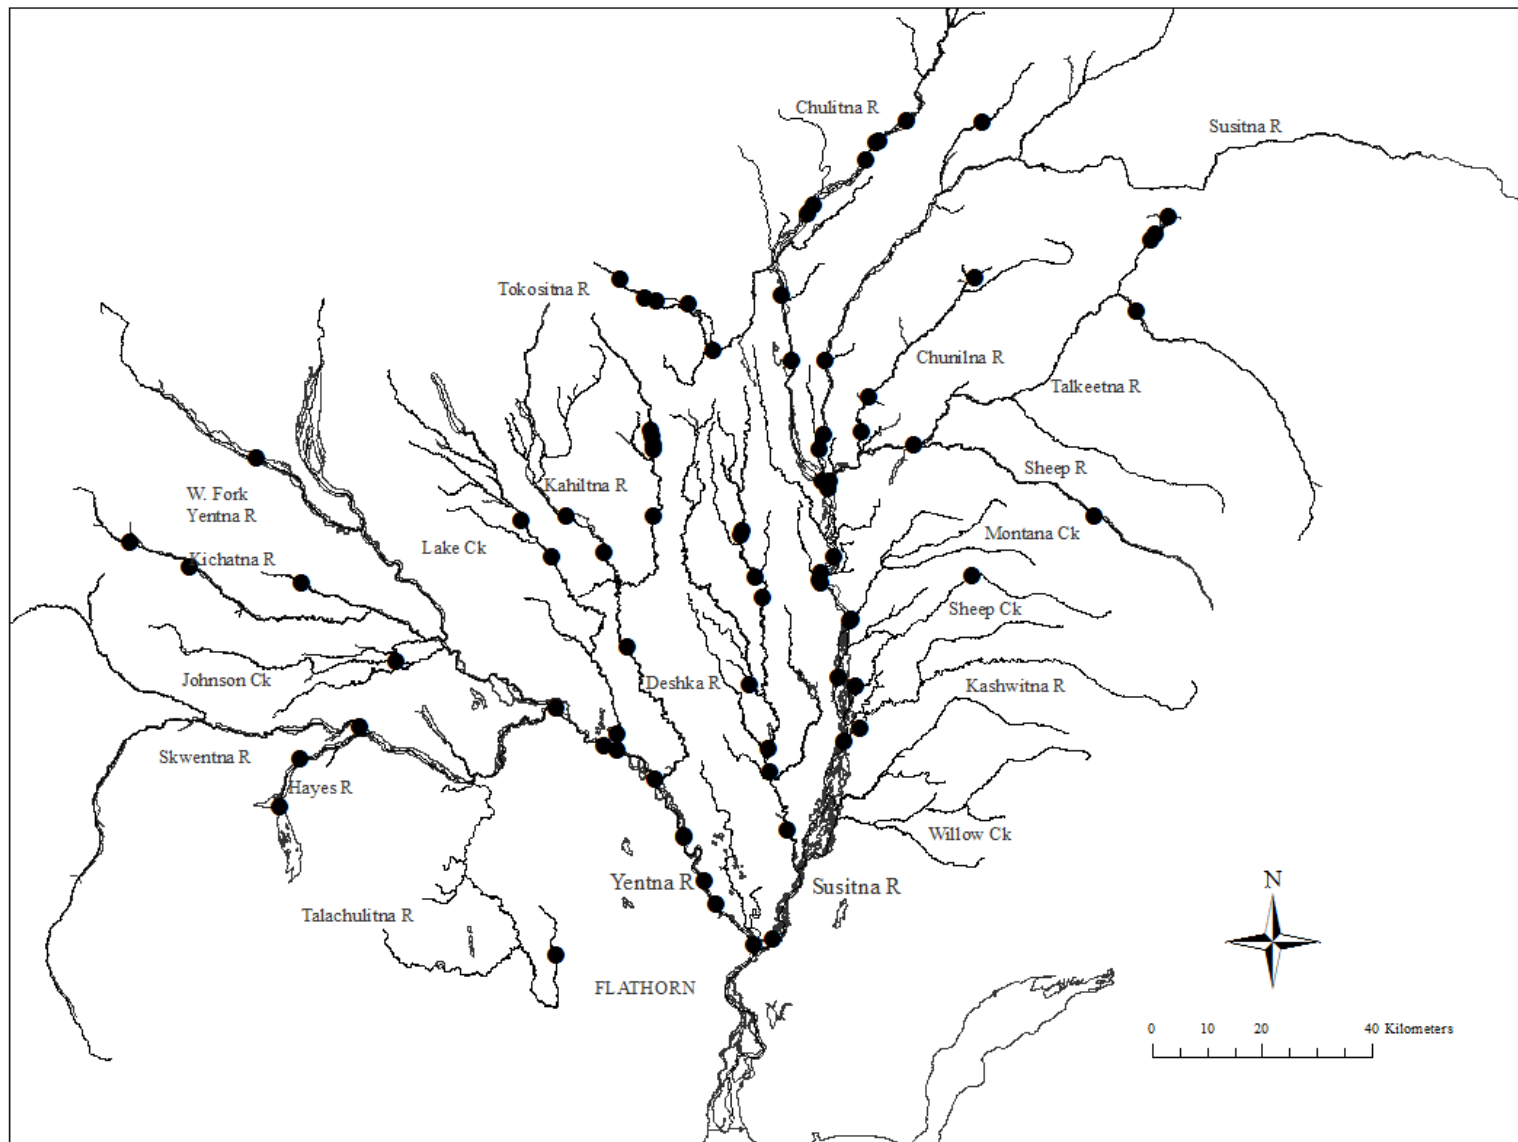 Chulitna R
Susitna R
Tokositna R
Chunilna R
Talkeetna R
Sheep R
W. Fork
Yentna R
Kahiltna R
Montana Ck
Lake Ck
Kichatna R
Sheep Ck
Johnson Ck
Deshka R
Kashwitna R
Skwentna R
Hayes R
Willow Ck
Yentna R
Susitna R
N
Talachulitna R
FLATHORN
0 10 20 40 Kilometers